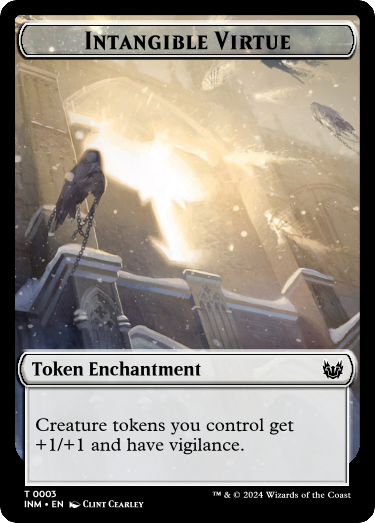 Intangible Virtue
Token Enchantment
Creature tokens you control get
+1/+1 and have vigilance.
T 0003
INM • EN Clint Cearley
™ & © 2024 Wizards of the Coast